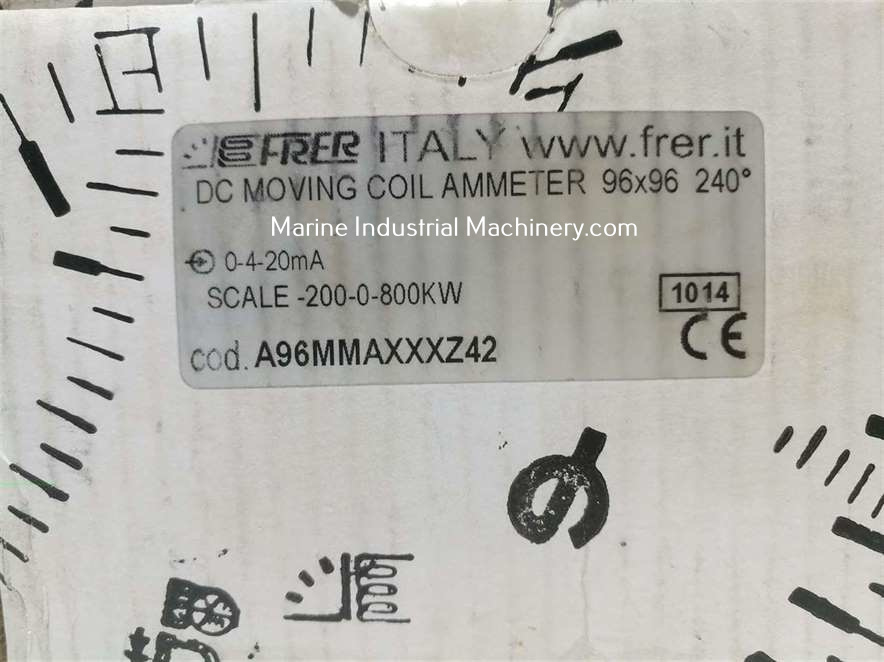 FRER ITALY www.frer.it
DC MOVING COIL AMMETER 96x96 240°
Marine Industrial Machinery.com
0-4-20mA
SCALE -200-0-800KW
1014
CE
cod. A96MMAXXXZ42